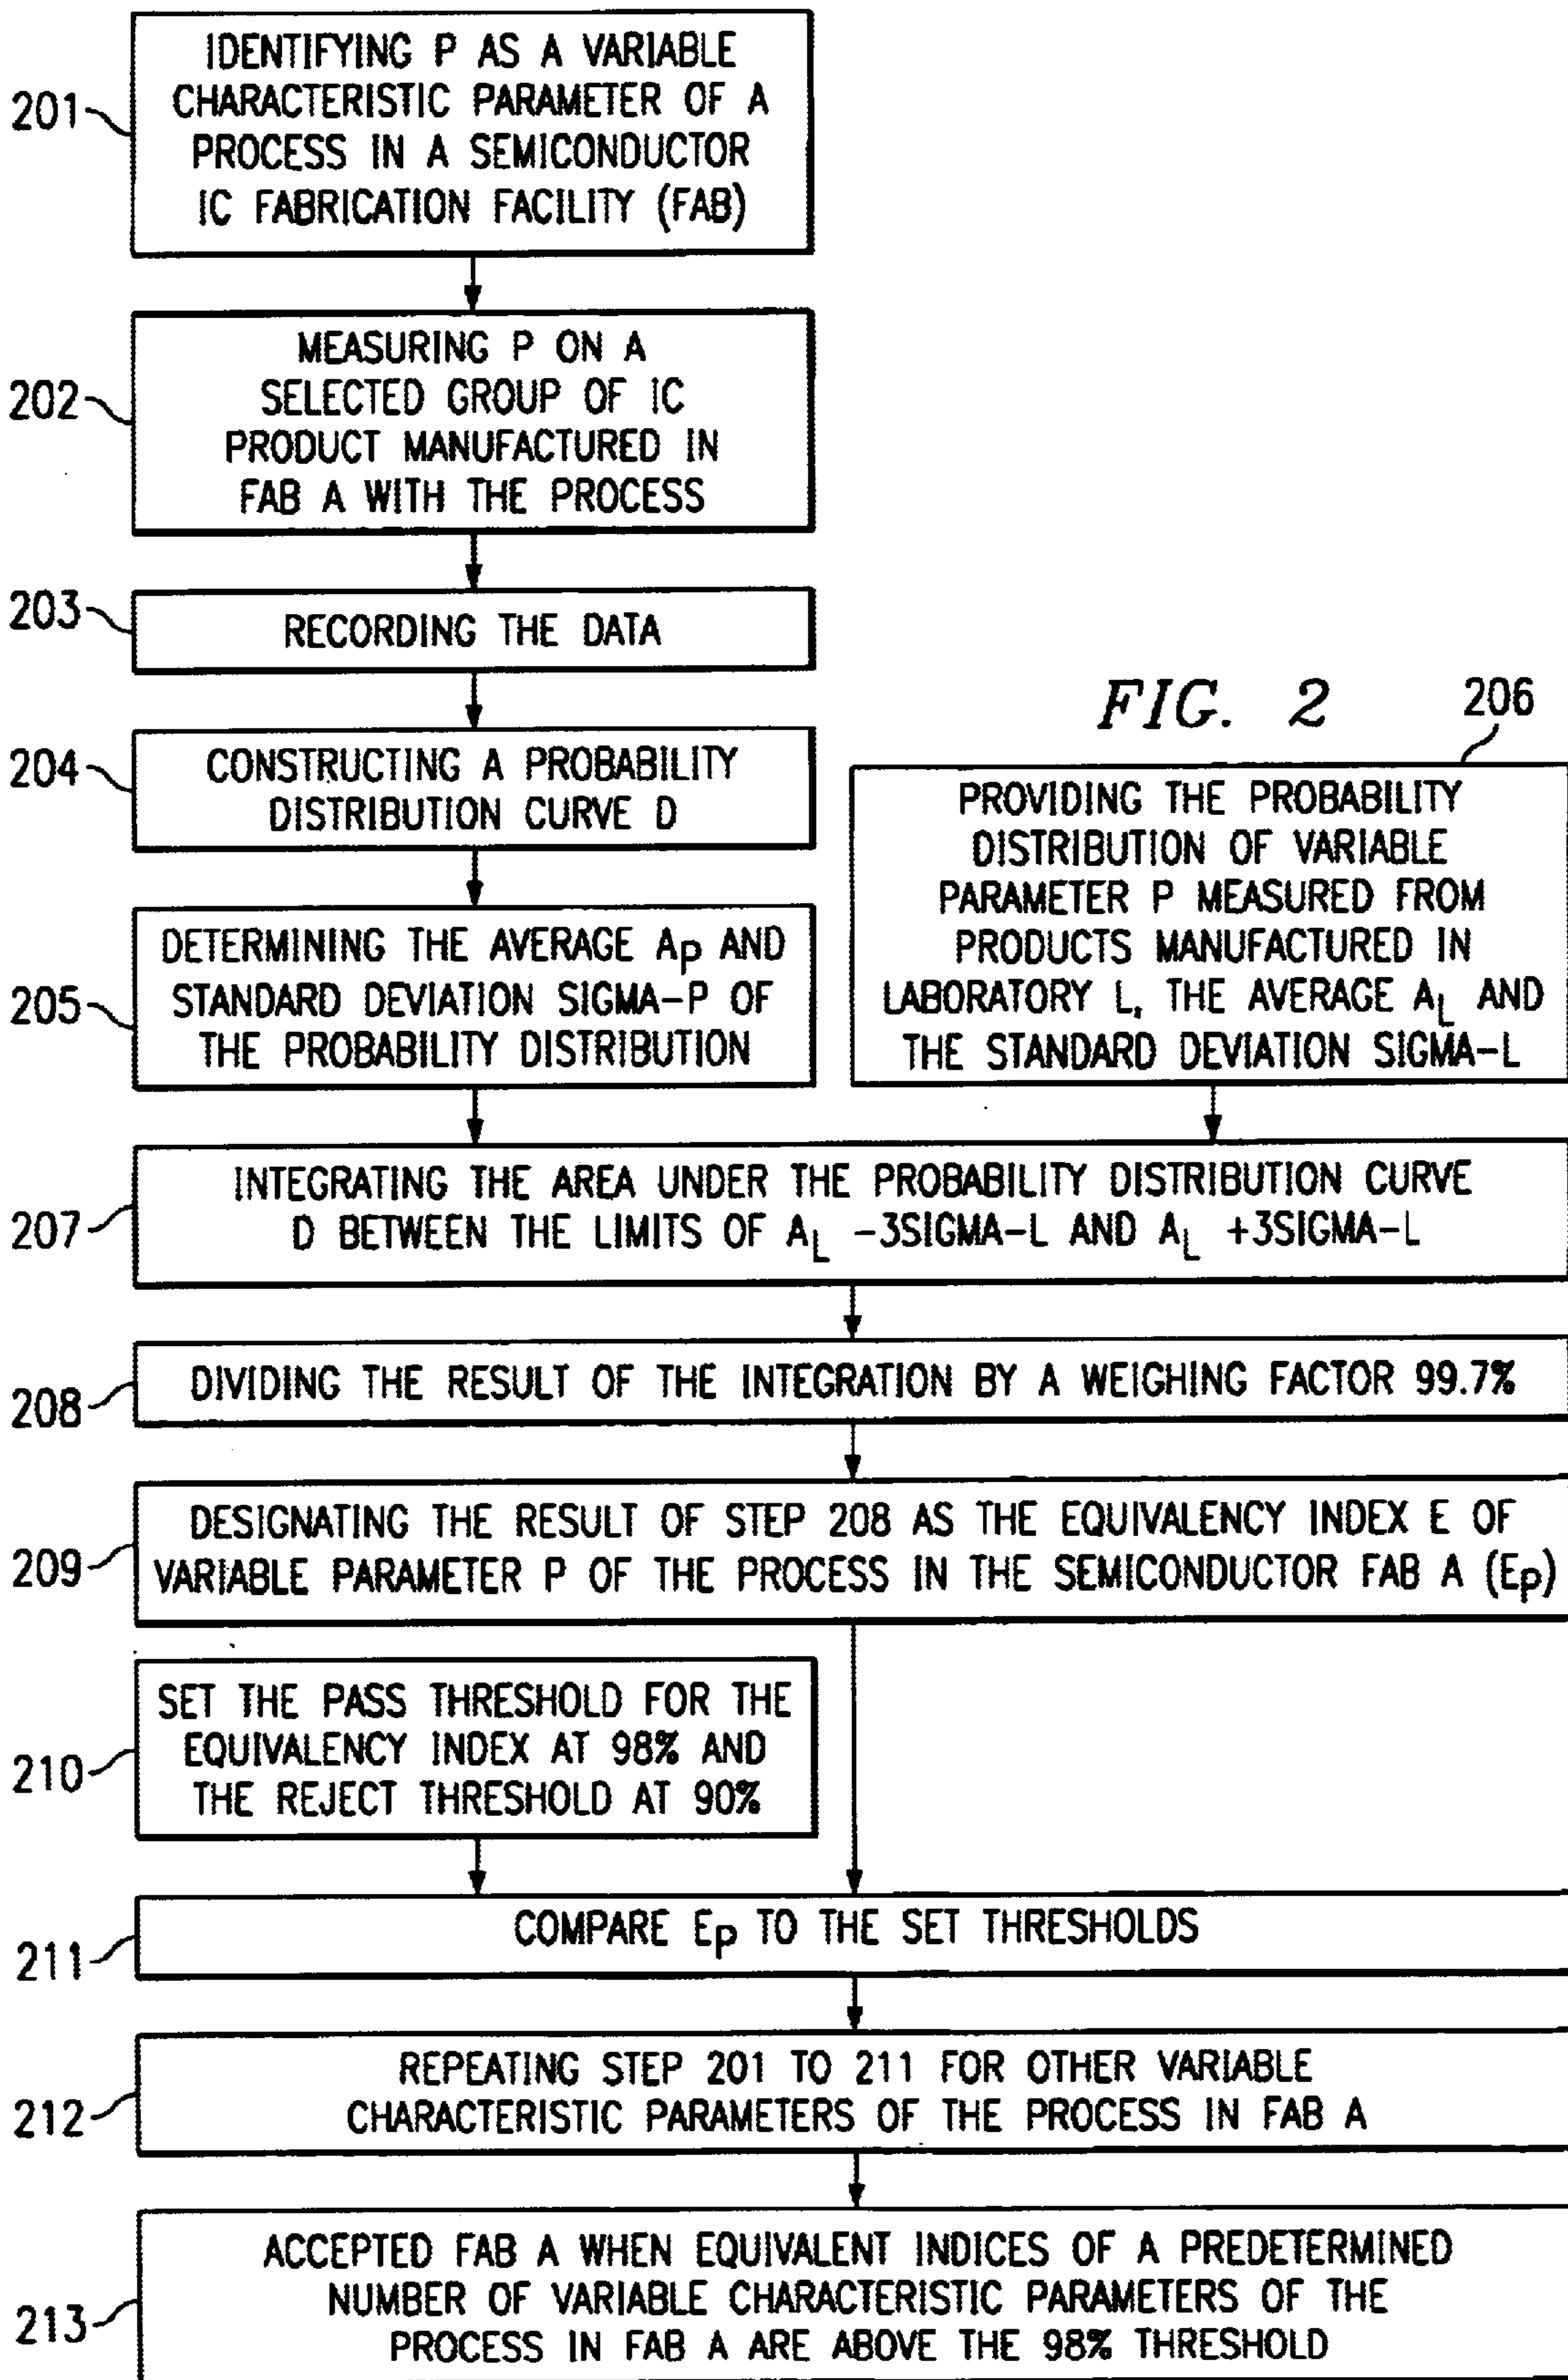 201
IDENTIFYING P AS A VARIABLE
CHARACTERISTIC PARAMETER OF A
PROCESS IN A SEMICONDUCTOR
IC FABRICATION FACILITY (FAB)
202
MEASURING P ON A
SELECTED GROUP OF IC
PRODUCT MANUFACTURED IN
FAB A WITH THE PROCESS
203
RECORDING THE DATA
FIG. 2
204
CONSTRUCTING A PROBABILITY
DISTRIBUTION CURVE D
205
DETERMINING THE AVERAGE Ap AND
STANDARD DEVIATION SIGMA-P OF
THE PROBABILITY DISTRIBUTION
206
PROVIDING THE PROBABILITY
DISTRIBUTION OF VARIABLE
PARAMETER P MEASURED FROM
PRODUCTS MANUFACTURED IN
LABORATORY L, THE AVERAGE AL AND
THE STANDARD DEVIATION SIGMA-L
207
INTEGRATING THE AREA UNDER THE PROBABILITY DISTRIBUTION CURVE
D BETWEEN THE LIMITS OF AL -3SIGMA-L AND AL +3SIGMA-L
208
DIVIDING THE RESULT OF THE INTEGRATION BY A WEIGHING FACTOR 99.7%
209
DESIGNATING THE RESULT OF STEP 208 AS THE EQUIVALENCY INDEX E OF
VARIABLE PARAMETER P OF THE PROCESS IN THE SEMICONDUCTOR FAB A (Ep)
210
SET THE PASS THRESHOLD FOR THE
EQUIVALENCY INDEX AT 98% AND
THE REJECT THRESHOLD AT 90%
211
COMPARE Ep TO THE SET THRESHOLDS
212
REPEATING STEP 201 TO 211 FOR OTHER VARIABLE
CHARACTERISTIC PARAMETERS OF THE PROCESS IN FAB A
213
ACCEPTED FAB A WHEN EQUIVALENT INDICES OF A PREDETERMINED
NUMBER OF VARIABLE CHARACTERISTIC PARAMETERS OF THE
PROCESS IN FAB A ARE ABOVE THE 98% THRESHOLD